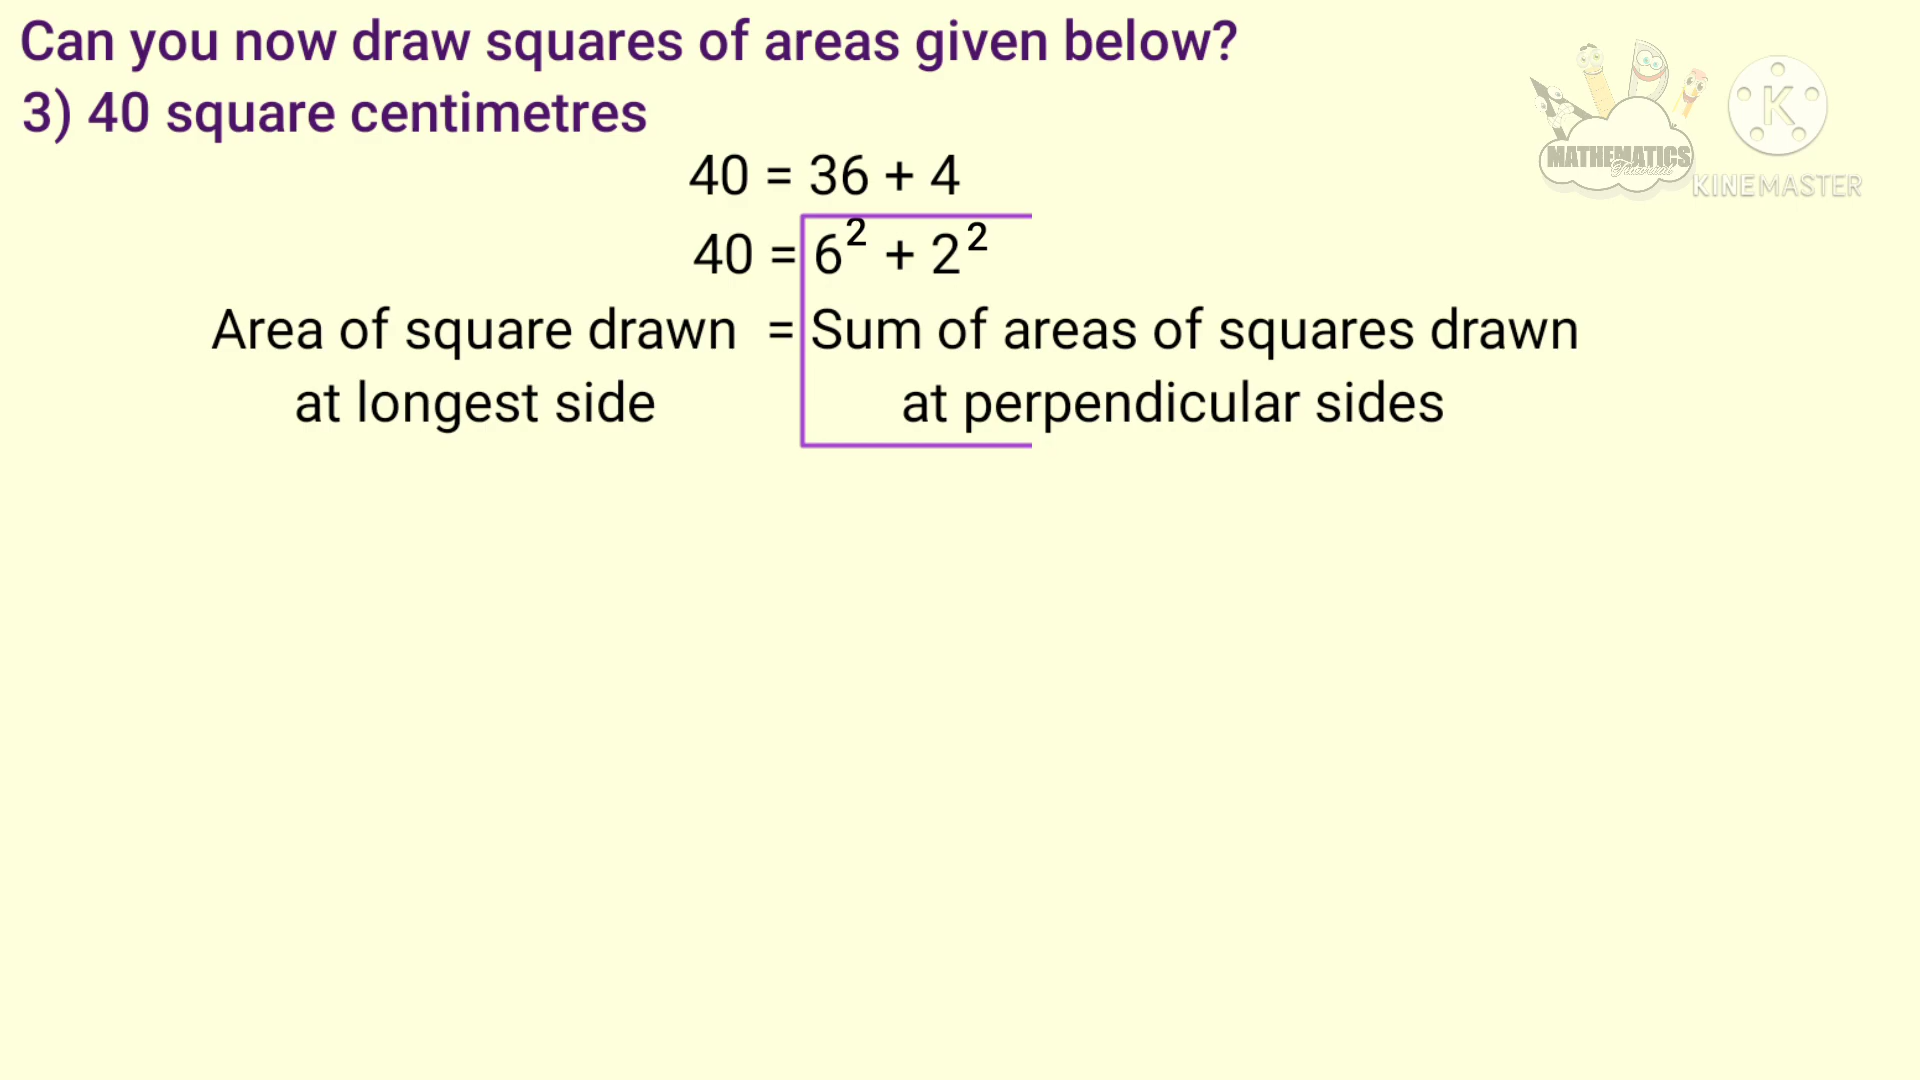 Can you now draw squares of areas given below?
3) 40 square centimetres
MATHEMATICS
Tutorial
K
KINEMASTER
40 = 36 + 4
40 = 6² + 2²
Area of square drawn = Sum of areas of squares drawn
at longest side at perpendicular sides